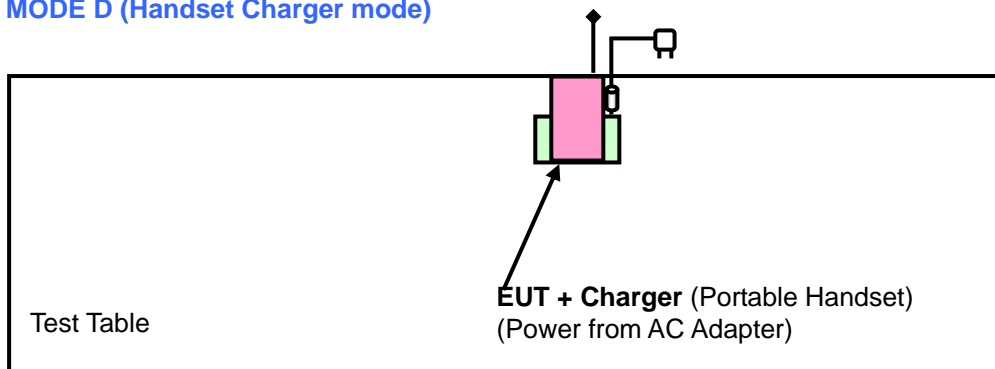 MODE D (Handset Charger mode)
EUT + Charger (Portable Handset)
(Power from AC Adapter)
Test Table